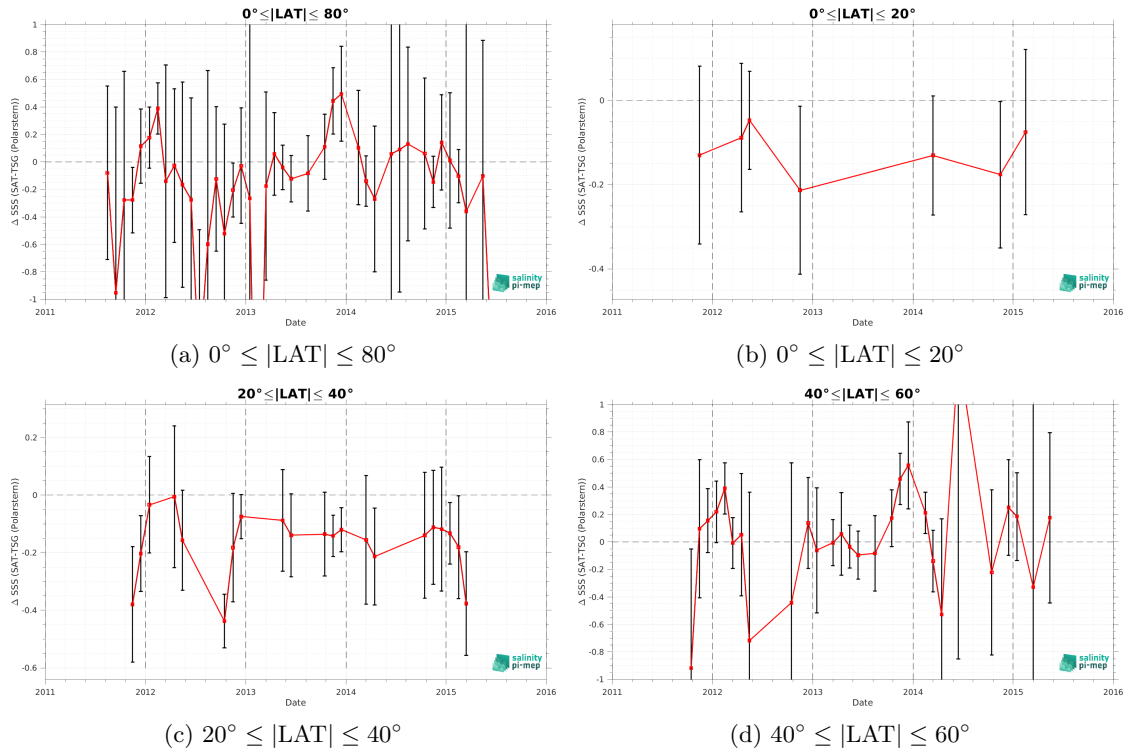 0°≤|LAT|≤ 80°
Δ SSS (SAT-TSG (Polarstern))
1
0.8
0.6
0.4
0.2
0
-0.2
-0.4
-0.6
-0.8
-1
2011
2012
2013
2014
2015
2016
Date
salinity
pi-mep
(a) 0° ≤ |LAT| ≤ 80°
0°≤|LAT|≤ 20°
Δ SSS (SAT-TSG (Polarstern))
0
-0.2
-0.4
2011
2012
2013
2014
2015
2016
Date
salinity
pi-mep
(b) 0° ≤ |LAT| ≤ 20°
20°≤|LAT|≤ 40°
Δ SSS (SAT-TSG (Polarstern))
0.2
0
-0.2
-0.4
-0.6
2011
2012
2013
2014
2015
2016
Date
salinity
pi-mep
(c) 20° ≤ |LAT| ≤ 40°
40°≤|LAT|≤ 60°
Δ SSS (SAT-TSG (Polarstern))
1
0.8
0.6
0.4
0.2
0
-0.2
-0.4
-0.6
-0.8
-1
2011
2012
2013
2014
2015
2016
Date
salinity
pi-mep
(d) 40° ≤ |LAT| ≤ 60°